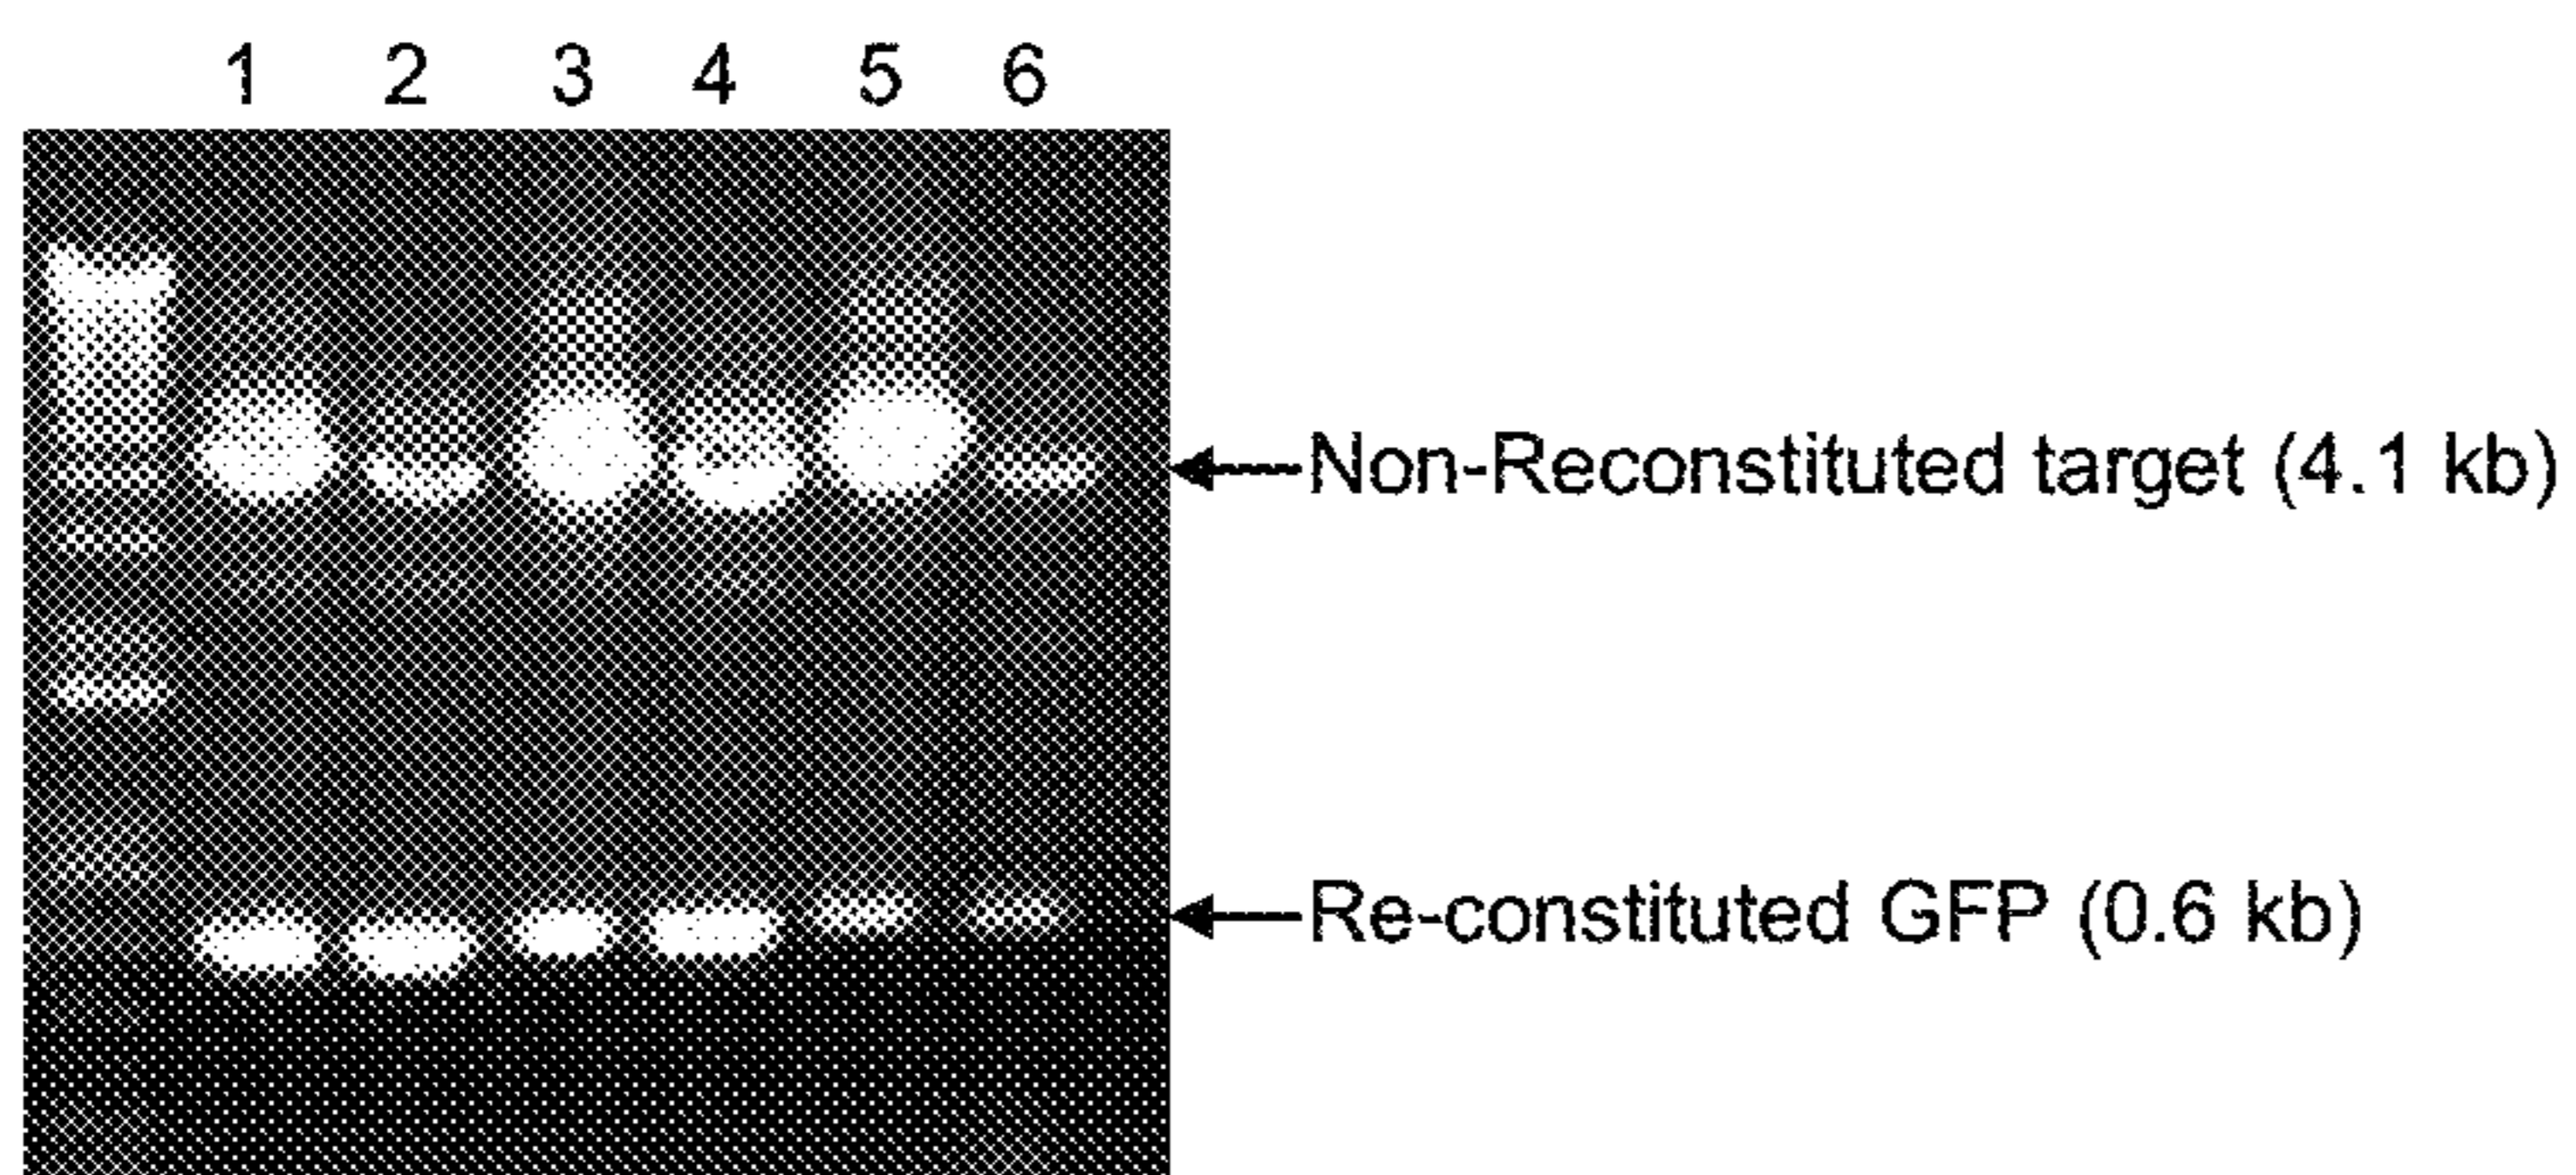 1 2 3 4 5 6
Non-Reconstituted target (4.1 kb)
Re-constituted GFP (0.6 kb)